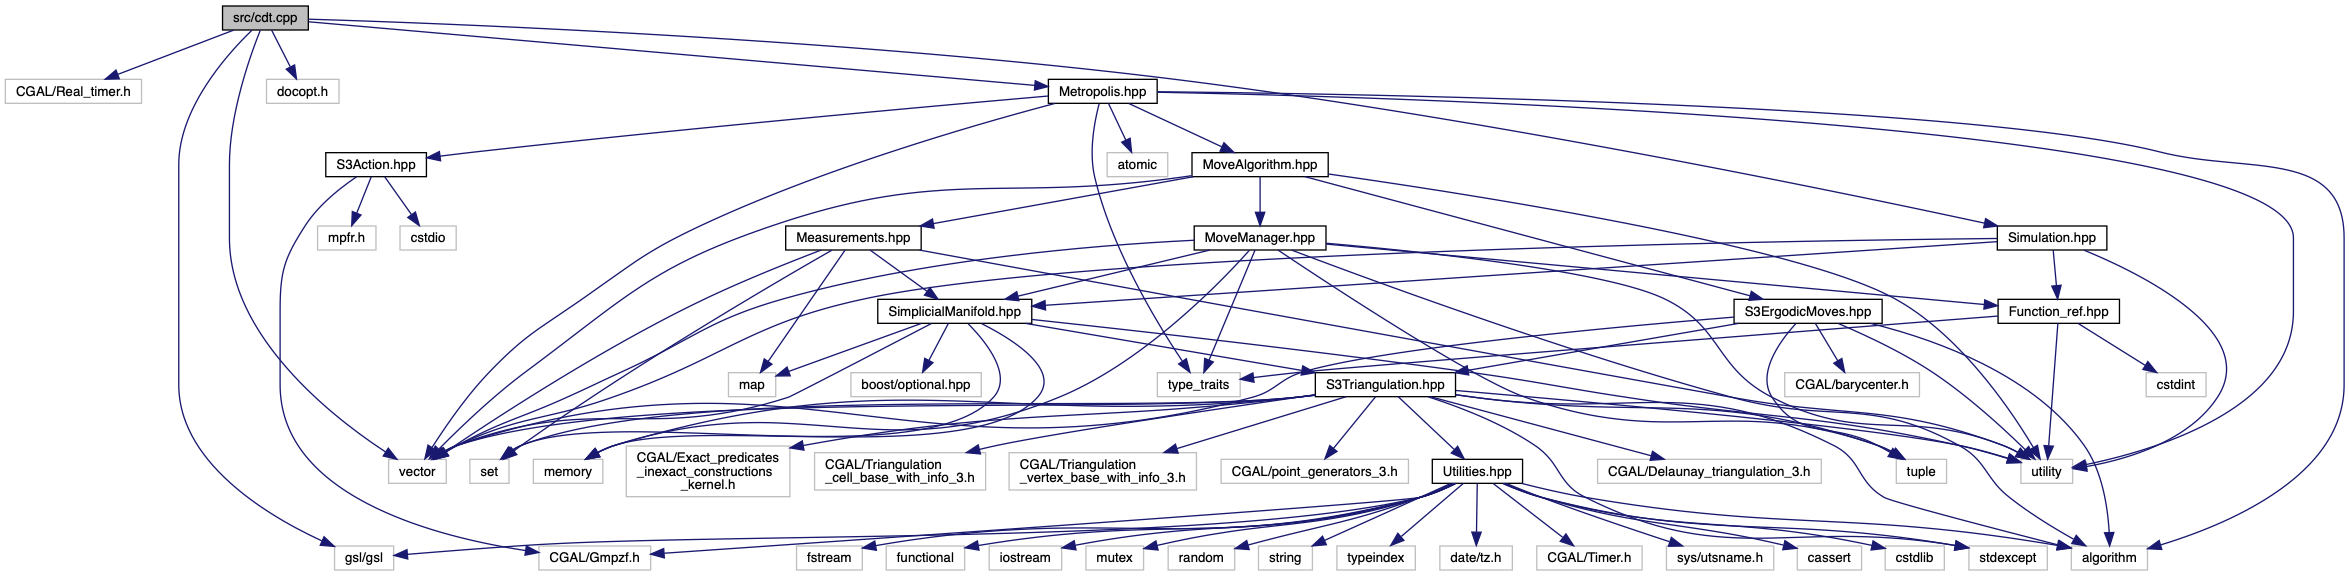 src/cdt.cpp
CGAL/Real_timer.h
docopt.h
Metropolis.hpp
S3Action.hpp
atomic
MoveAlgorithm.hpp
mpfr.h
cstdio
Measurements.hpp
MoveManager.hpp
Simulation.hpp
SimplicialManifold.hpp
S3ErgodicMoves.hpp
Function_ref.hpp
map
boost/optional.hpp
type_traits
S3Triangulation.hpp
CGAL/barycenter.h
cstdint
vector
set
memory
CGAL/Exact_predicates
_inexact_constructions
_kernel.h
CGAL/Triangulation
_cell_base_with_info_3.h
CGAL/Triangulation
_vertex_base_with_info_3.h
CGAL/point_generators_3.h
Utilities.hpp
CGAL/Delaunay_triangulation_3.h
tuple
utility
gsl/gsl
CGAL/Gmpzf.h
fstream
functional
iostream
mutex
random
string
typeindex
date/tz.h
CGAL/Timer.h
sys/utsname.h
cassert
cstdlib
stdexcept
algorithm